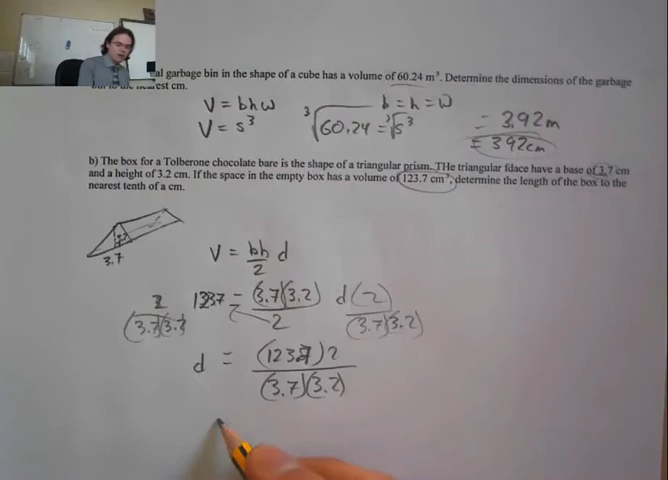 al garbage bin in the shape of a cube has a volume of 60.24 m³. Determine the dimensions of the garbage
est cm.
V = bhw
V = s³
³√60.24 = ³√s³
b = h = w
= 3.92m
= 392cm
b) The box for a Tolberone chocolate bare is the shape of a triangular prism. THe triangular fdace have a base of 3.7 cm
and a height of 3.2 cm. If the space in the empty box has a volume of 123.7 cm³, determine the length of the box to the
nearest tenth of a cm.
3.7
V = bh/2 d
2/(3.7)(3.2) 123.7 = (3.7)(3.2)/2 d (2)/(3.7)(3.2)
d = (123.7)2/(3.7)(3.2)